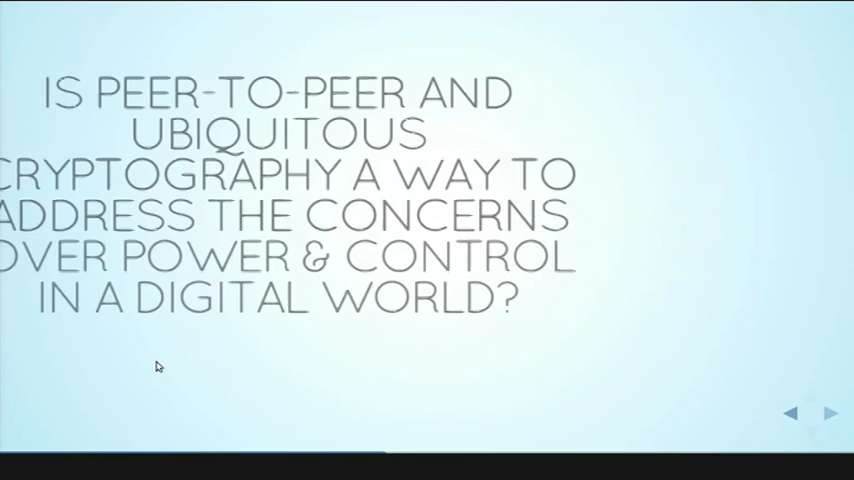 IS PEER-TO-PEER AND
UBIQUITOUS
CRYPTOGRAPHY A WAY TO
ADDRESS THE CONCERNS
OVER POWER & CONTROL
IN A DIGITAL WORLD?